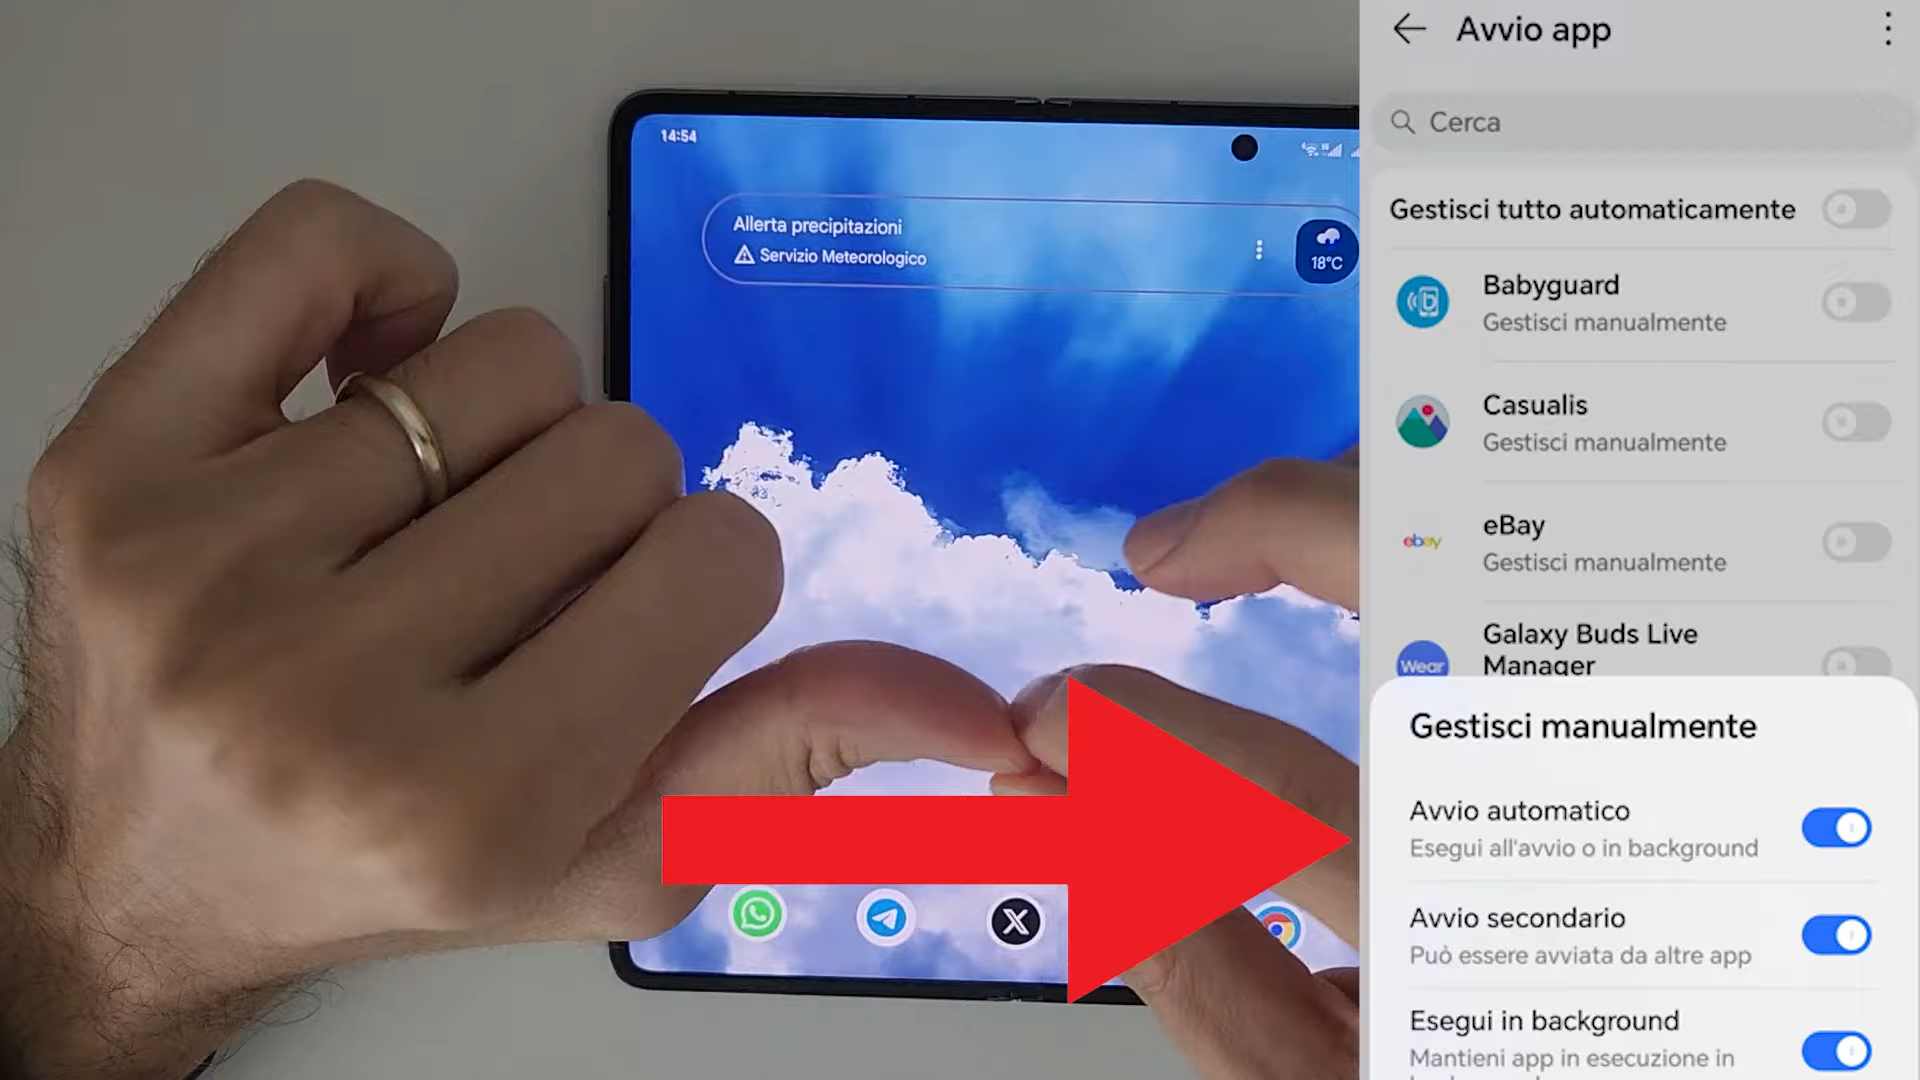 14:54
Allerta precipitazioni
Servizio Meteorologico
18°C
Avvio app
Cerca
Gestisci tutto automaticamente
Babyguard
Gestisci manualmente
Casualis
Gestisci manualmente
ebay
eBay
Gestisci manualmente
Wear
Galaxy Buds Live
Manager
Gestisci manualmente
Avvio automatico
Esegui all'avvio o in background
Avvio secondario
Può essere avviata da altre app
Esegui in background
Mantieni app in esecuzione in